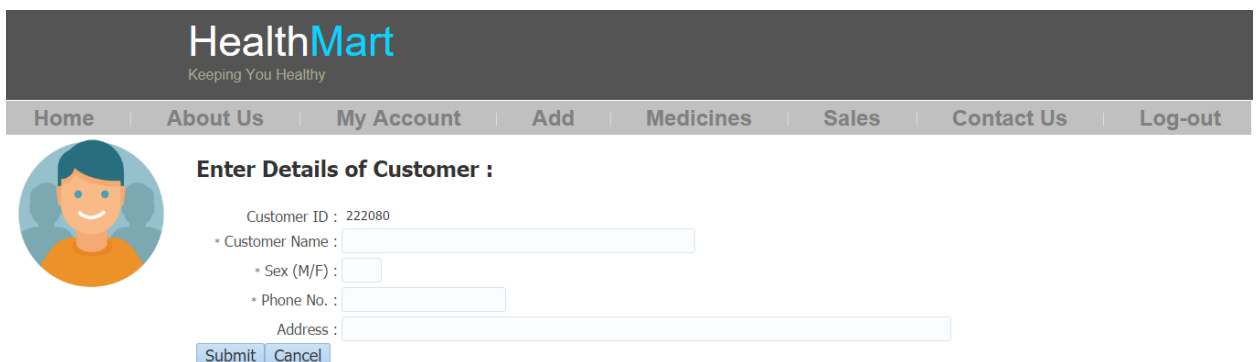 HealthMart
Keeping You Healthy
Home About Us My Account Add Medicines Sales Contact Us Log-out
Enter Details of Customer :
Customer ID : 222080
* Customer Name :
* Sex (M/F) :
* Phone No. :
Address :
Submit Cancel